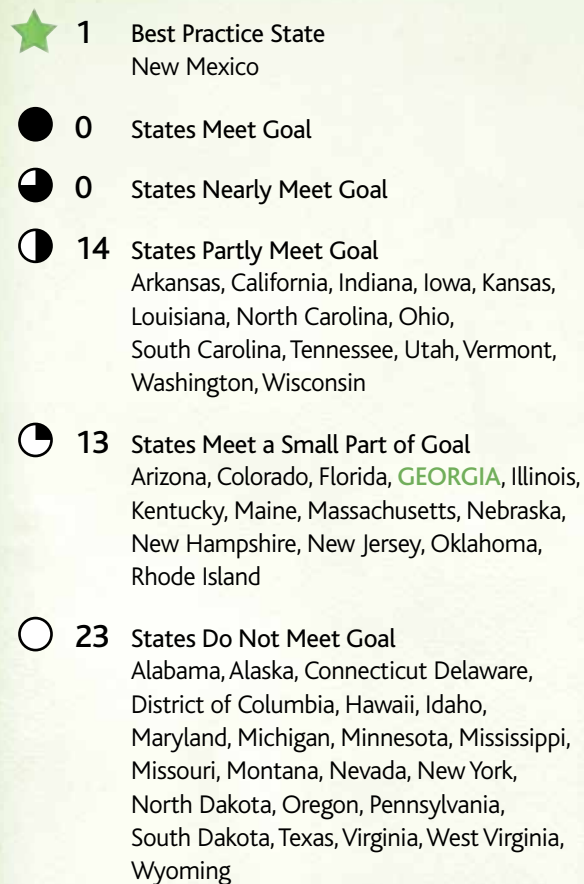 1 Best Practice State
New Mexico
0 States Meet Goal
0 States Nearly Meet Goal
14 States Partly Meet Goal
Arkansas, California, Indiana, Iowa, Kansas,
Louisiana, North Carolina, Ohio,
South Carolina, Tennessee, Utah, Vermont,
Washington, Wisconsin
13 States Meet a Small Part of Goal
Arizona, Colorado, Florida, GEORGIA, Illinois,
Kentucky, Maine, Massachusetts, Nebraska,
New Hampshire, New Jersey, Oklahoma,
Rhode Island
23 States Do Not Meet Goal
Alabama, Alaska, Connecticut Delaware,
District of Columbia, Hawaii, Idaho,
Maryland, Michigan, Minnesota, Mississippi,
Missouri, Montana, Nevada, New York,
North Dakota, Oregon, Pennsylvania,
South Dakota, Texas, Virginia, West Virginia,
Wyoming